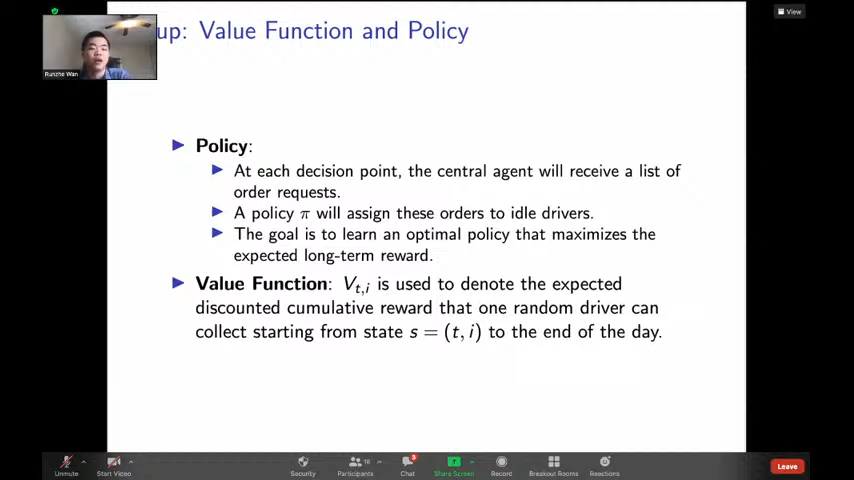 View
up: Value Function and Policy
Runzhe Wan
Policy:
At each decision point, the central agent will receive a list of
order requests.
A policy π will assign these orders to idle drivers.
The goal is to learn an optimal policy that maximizes the
expected long-term reward.
Value Function: V_{t,i} is used to denote the expected
discounted cumulative reward that one random driver can
collect starting from state s = (t, i) to the end of the day.
Unmute
Start Video
Security
Participants
18
Chat
3
Share Screen
Record
Breakout Rooms
Reactions
Leave